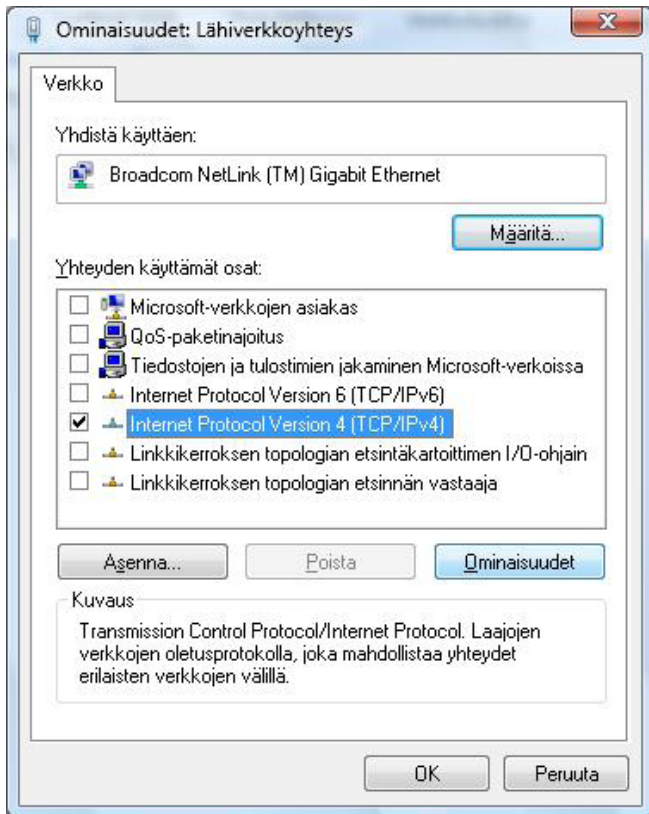 Ominaisuudet: Lähiverkkoyhteys
Verkko
Yhdistä käyttäen:
Broadcom NetLink (TM) Gigabit Ethernet
Määritä...
Yhteyden käyttämät osat:
Microsoft-verkkojen asiakas
QoS-paketinajoitus
Tiedostojen ja tulostimien jakaminen Microsoft-verkoissa
Internet Protocol Version 6 (TCP/IPv6)
Internet Protocol Version 4 (TCP/IPv4)
Linkkikerroksen topologian etsintäkartoittimen I/O-ohjain
Linkkikerroksen topologian etsinnän vastaaja
Asenna... Poista Ominaisuudet
Kuvaus
Transmission Control Protocol/Internet Protocol. Laajojen
verkkojen oletusprotokolla, joka mahdollistaa yhteydet
erilaisten verkkojen välillä.
OK Peruuta